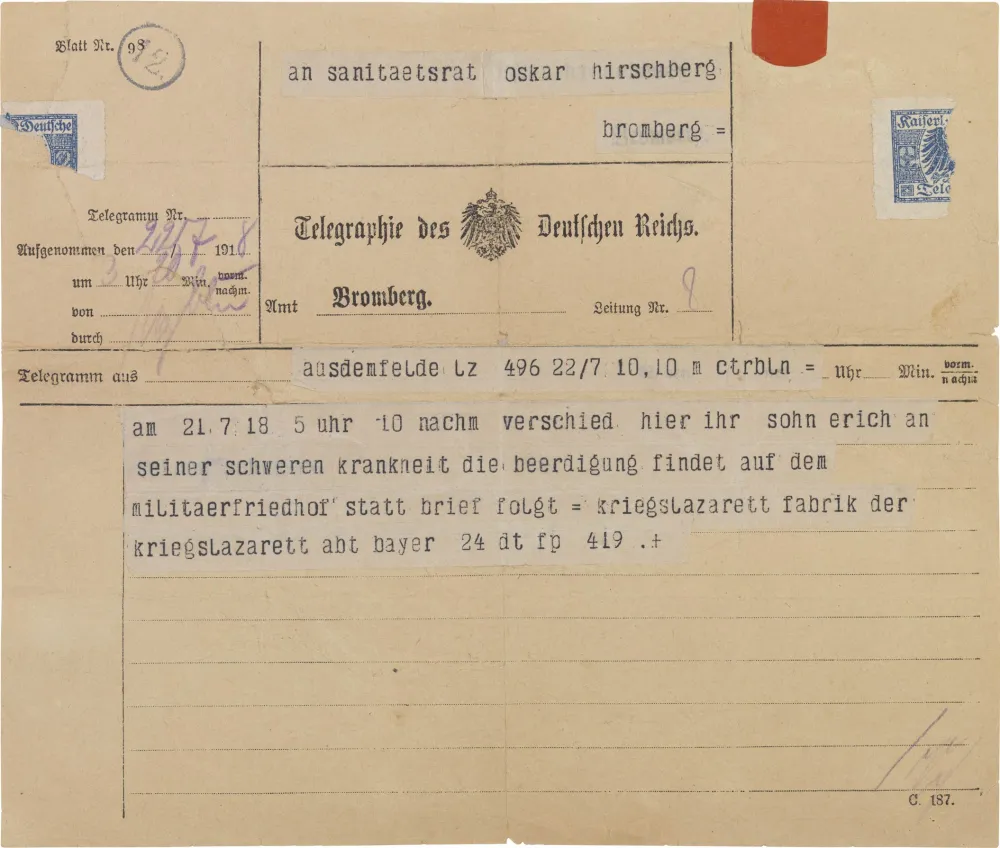 Blatt Nr. 98
12.
an sanitaetsrat oskar hirschberg
bromberg =
Deutsche
Kaiserl
Tele
Telegramm Nr.
Aufgenommen den 22/7 1918
um 3 Uhr Min. vorm. nachm.
von
durch
Telegraphie des Deutschen Reichs.
Amt Bromberg.
Leitung Nr. 8
Telegramm aus ausdemfelde lz 496 22/7 10,10 m ctrbln = Uhr Min. vorm. nachm
am 21.7.18 5 uhr 10 nachm verschied hier ihr sohn erich an
seiner schweren krankheit die beerdigung findet auf dem
militaerfriedhof statt brief folgt = kriegslazarett fabrik der
kriegslazarett abt bayer 24 dt fp 419 .+
C. 187.